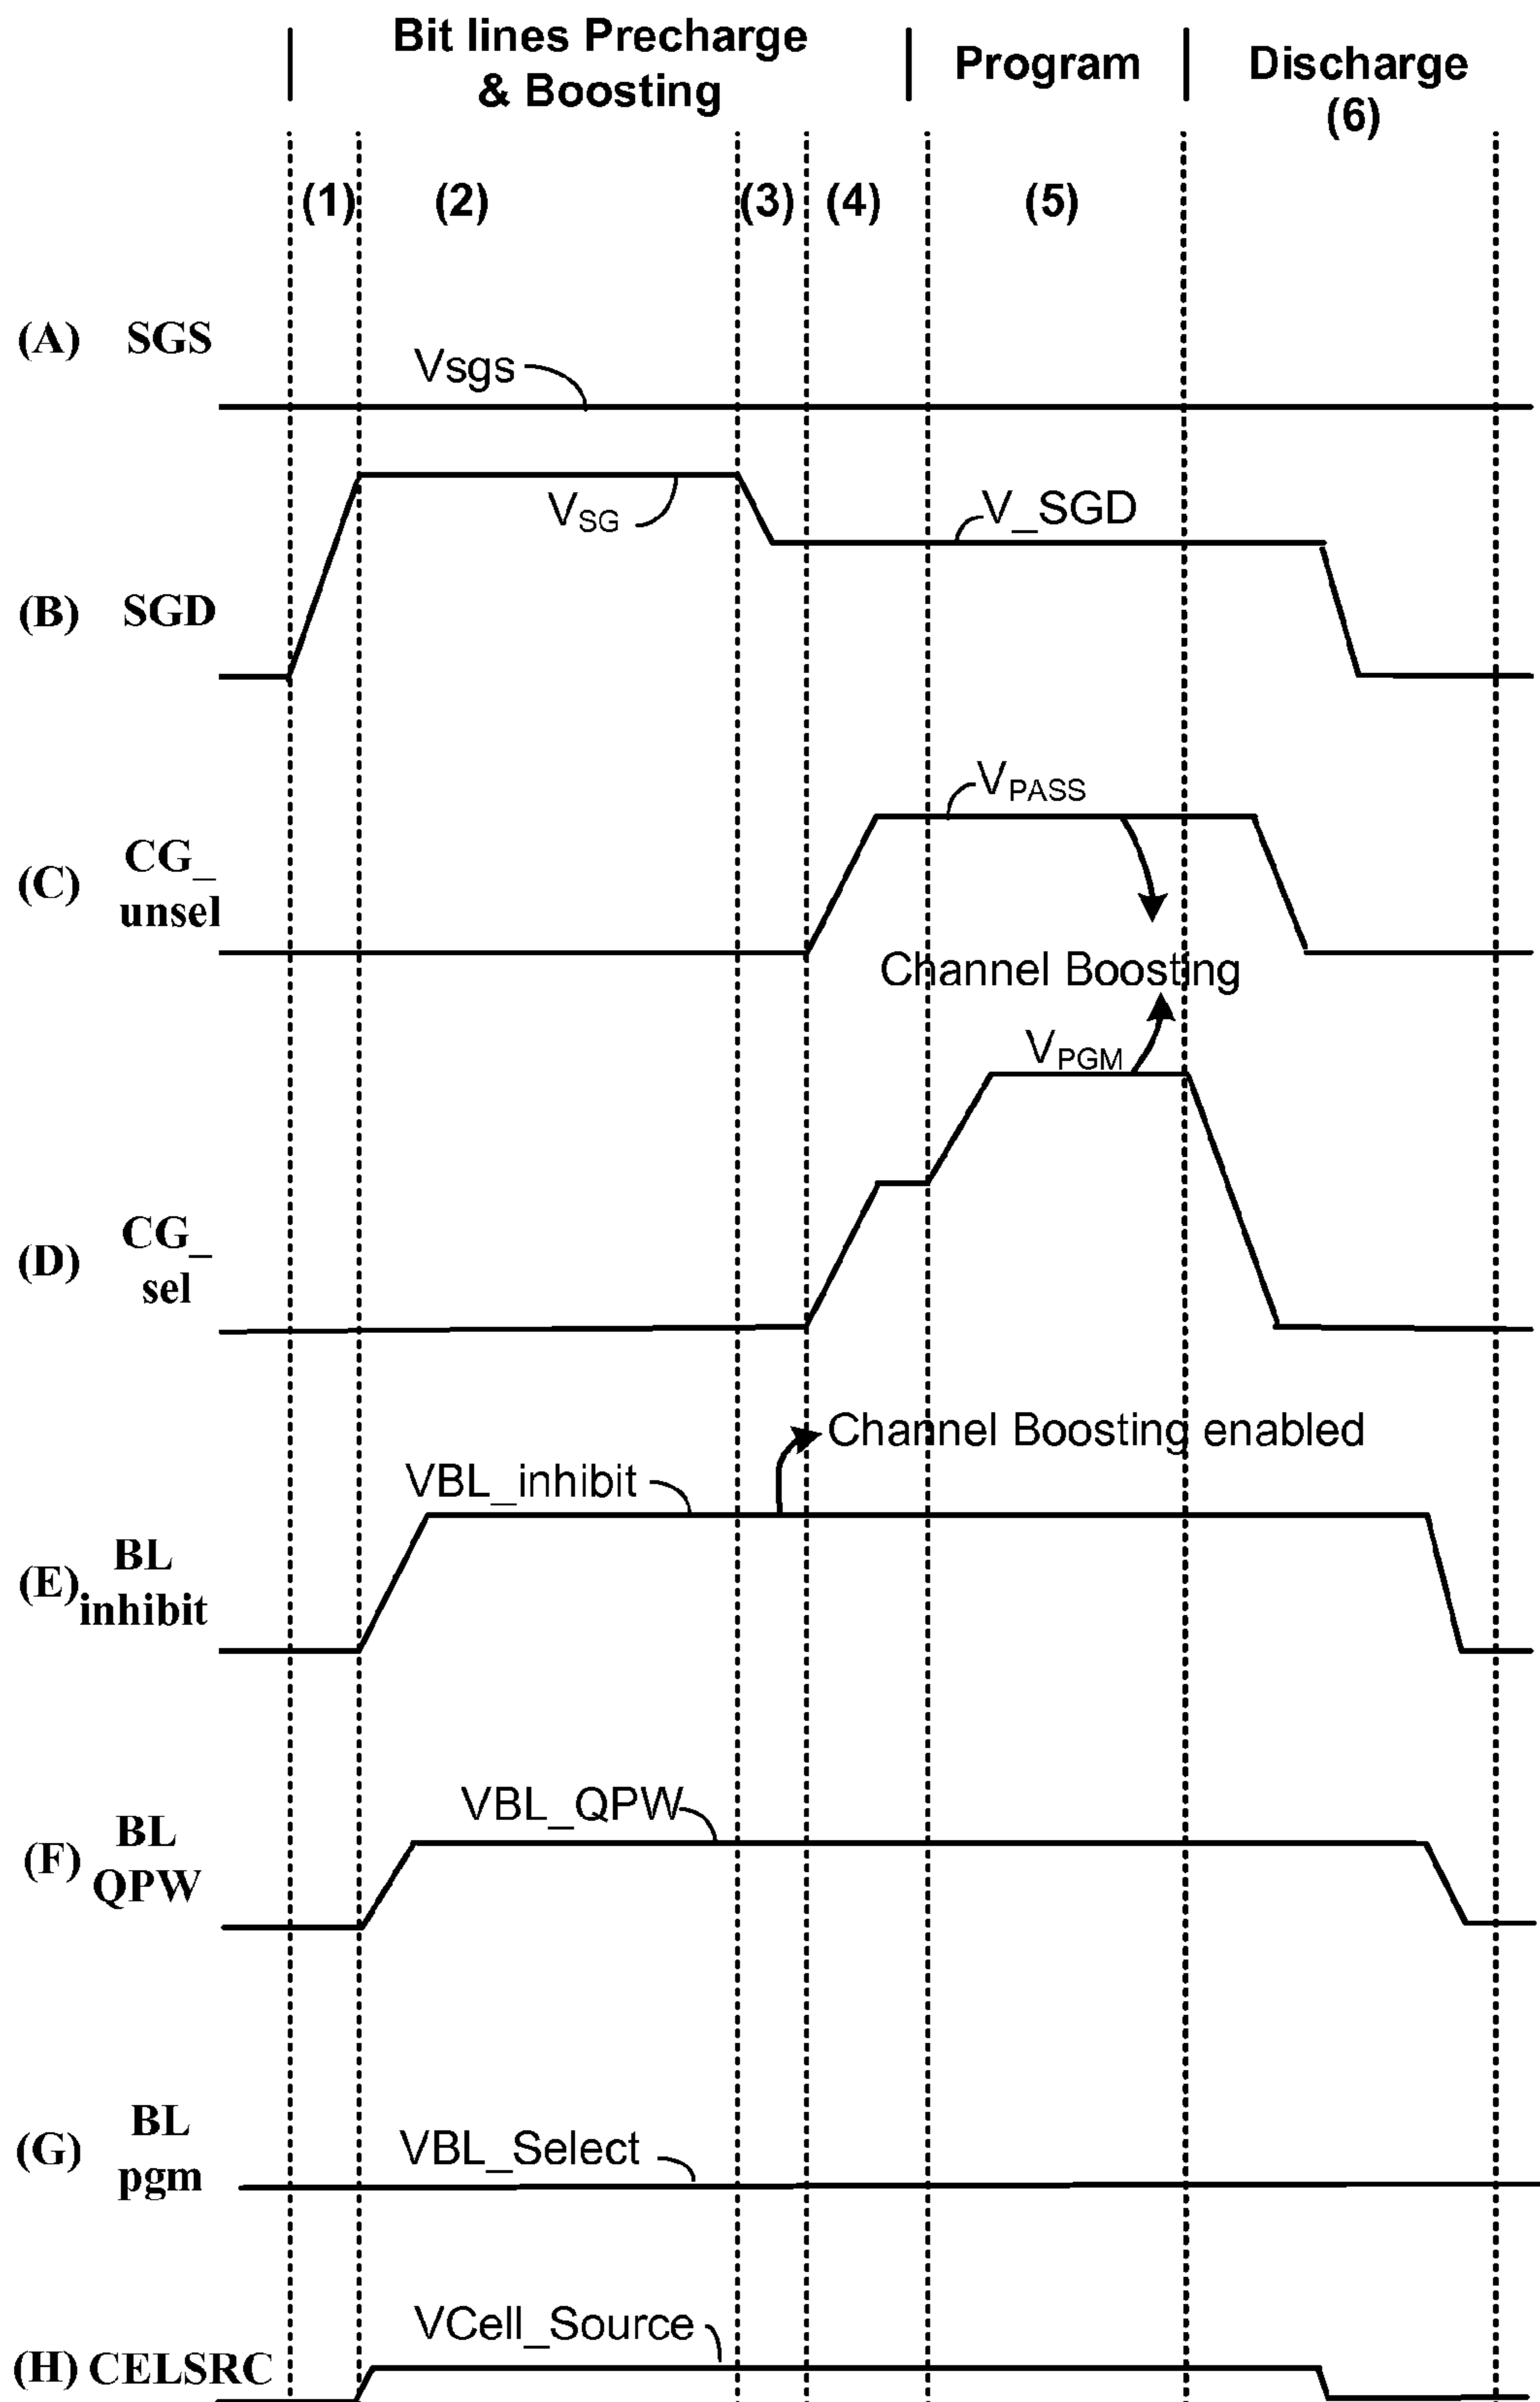 Bit lines Precharge
& Boosting
Program
Discharge
(6)
(1)
(2)
(3)
(4)
(5)
(A) SGS
Vsgs
(B) SGD
VSG
V_SGD
(C) CG_
unsel
VPASS
Channel Boosting
VPGM
(D) CG_
sel
Channel Boosting enabled
VBL_inhibit
(E) BL
inhibit
VBL_QPW
(F) BL
QPW
(G) BL
pgm
VBL_Select
VCell_Source
(H) CELSRC